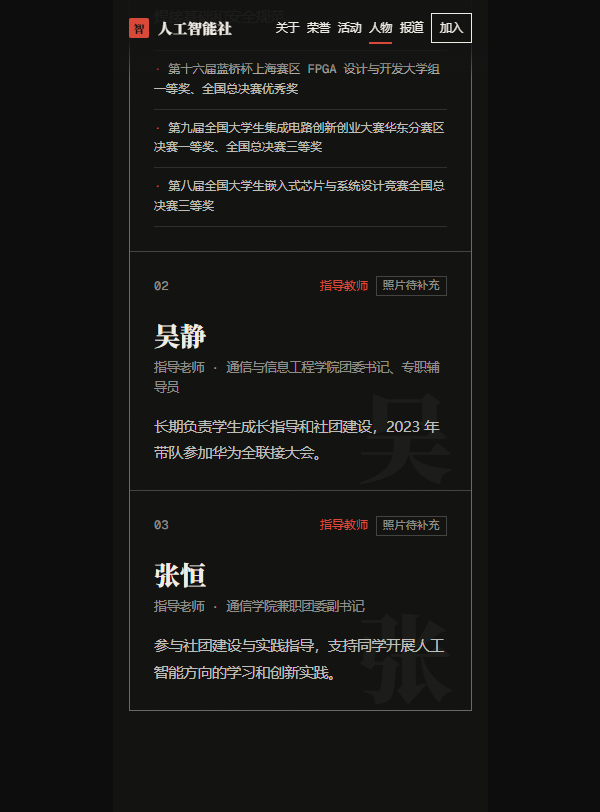 智 人工智能社 关于 荣誉 活动 人物 报道 加入
· 第十六届蓝桥杯上海赛区 FPGA 设计与开发大学组
一等奖、全国总决赛优秀奖
· 第九届全国大学生集成电路创新创业大赛华东分赛区
决赛一等奖、全国总决赛三等奖
· 第八届全国大学生嵌入式芯片与系统设计竞赛全国总
决赛三等奖
02 指导教师 照片待补充
吴静
指导老师 · 通信与信息工程学院团委书记、专职辅
导员
长期负责学生成长指导和社团建设，2023 年
带队参加华为全联接大会。
吴
03 指导教师 照片待补充
张恒
指导老师 · 通信学院兼职团委副书记
参与社团建设与实践指导，支持同学开展人工
智能方向的学习和创新实践。
张